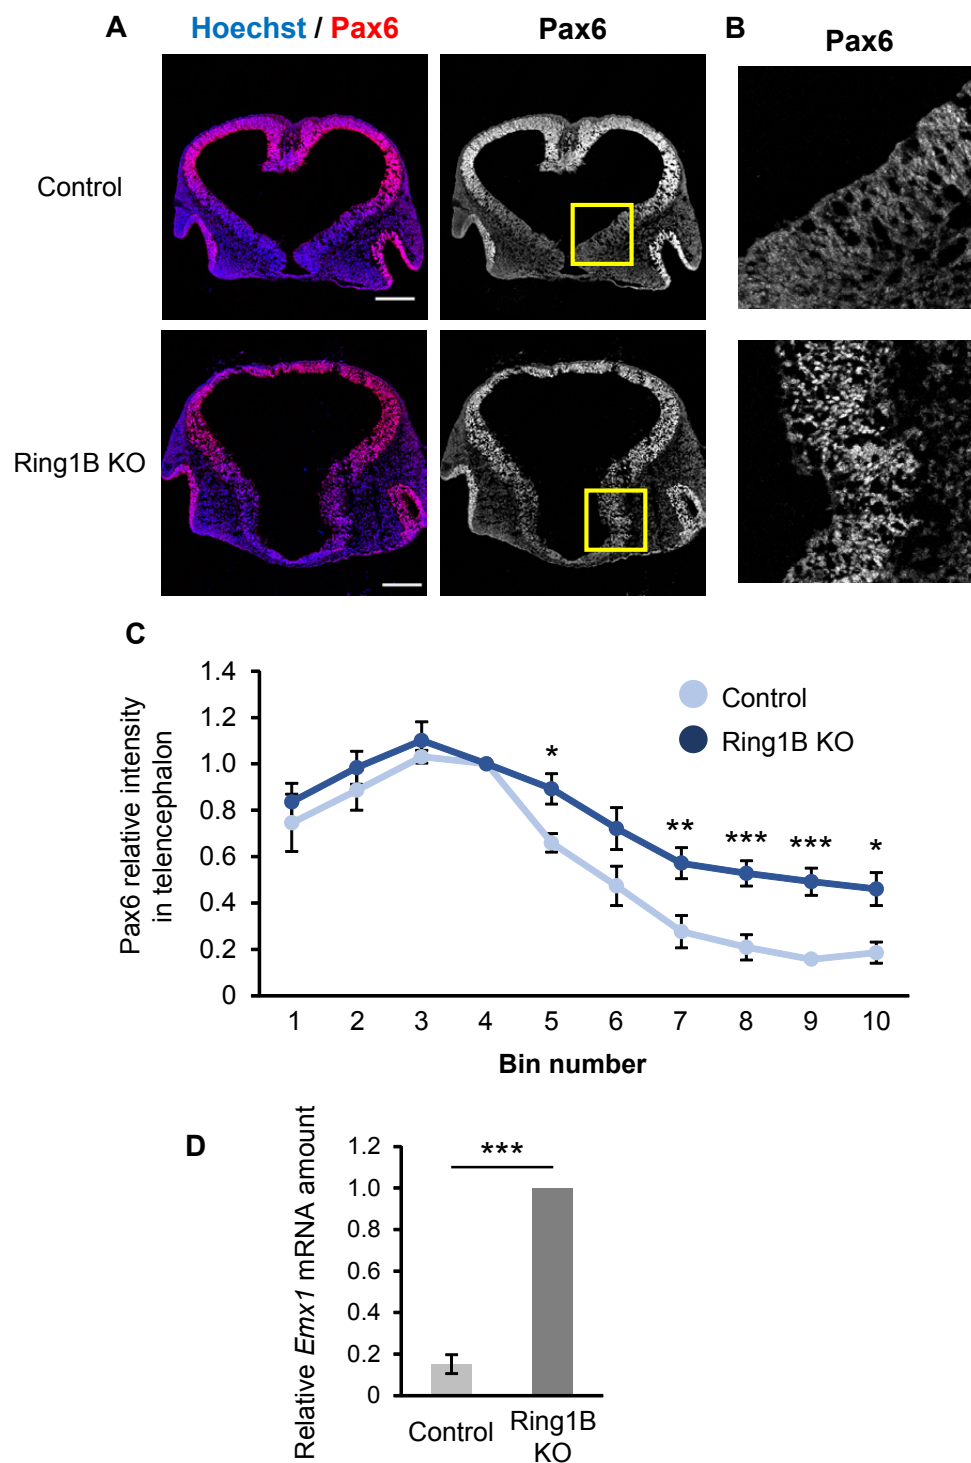 A
Hoechst / Pax6
Pax6
B
Pax6
Control
Ring1B KO
C
Pax6 relative intensity
in telencephalon
1.4
1.2
1.0
0.8
0.6
0.4
0.2
0
Control
Ring1B KO
*
**
***
***
*
1 2 3 4 5 6 7 8 9 10
Bin number
D
Relative Emx1 mRNA amount
1.2
1.0
0.8
0.6
0.4
0.2
0
***
Control
Ring1B
KO